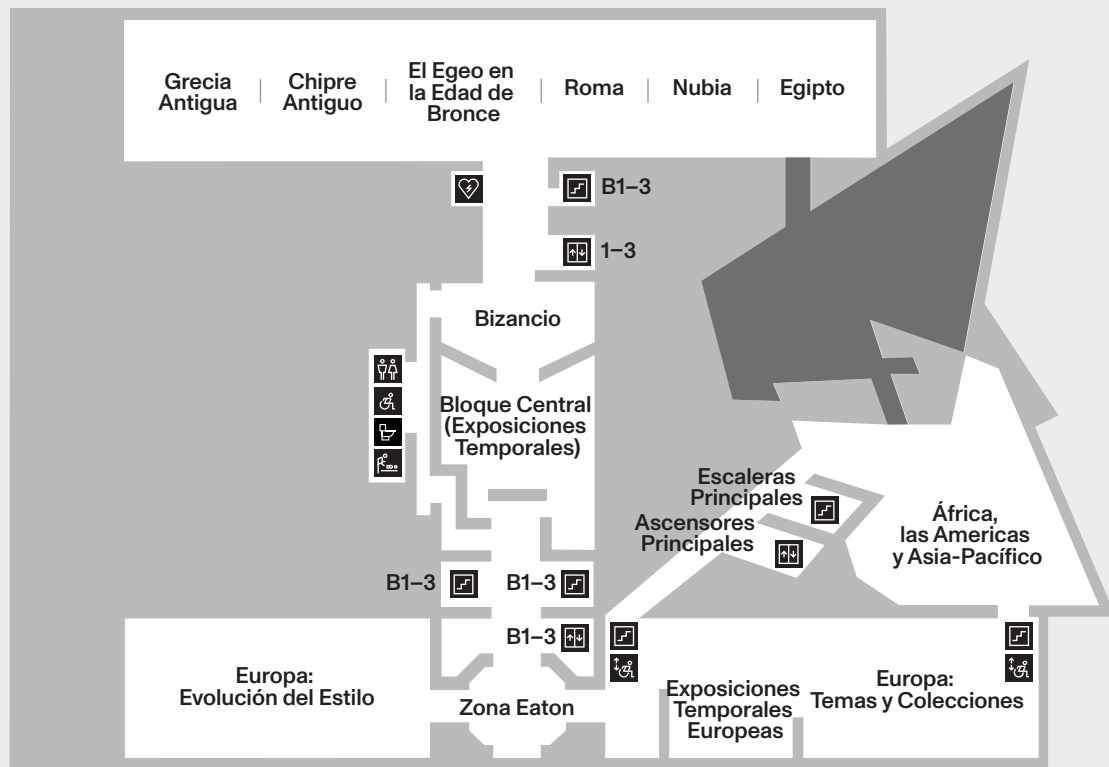 Grecia
Antigua
Chipre
Antiguo
El Egeo en
la Edad de
Bronce
Roma
Nubia
Egipto
B1–3
1–3
Bizancio
Bloque Central
(Exposiciones
Temporales)
Escaleras
Principales
Ascensores
Principales
África,
las Americas
y Asia-Pacífico
B1–3
B1–3
B1–3
Europa:
Evolución del Estilo
Zona Eaton
Exposiciones
Temporales
Europeas
Europa:
Temas y Colecciones